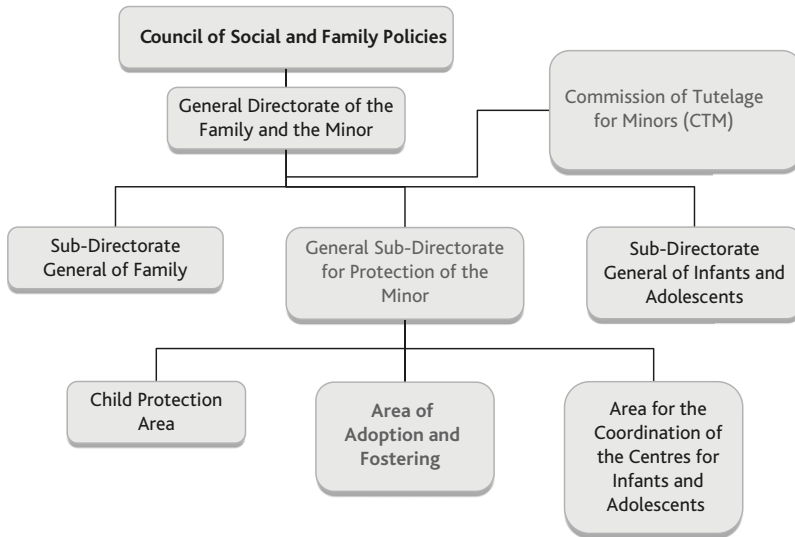 Council of Social and Family Policies
General Directorate of the
Family and the Minor
Commission of Tutelage
for Minors (CTM)
Sub-Directorate
General of Family
General Sub-Directorate
for Protection of the
Minor
Sub-Directorate
General of Infants and
Adolescents
Child Protection
Area
Area of
Adoption and
Fostering
Area for the
Coordination of
the Centres for
Infants and
Adolescents